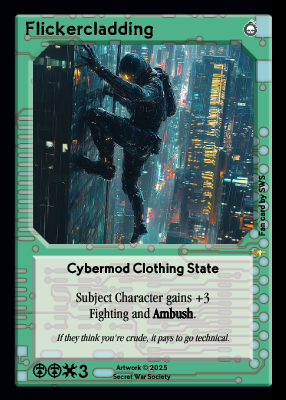 Flickercladding
Fan card by SWS
Cybermod Clothing State
Subject Character gains +3
Fighting and Ambush.
If they think you're crude, it pays to go technical.
3
Artwork © 2025
Secret War Society